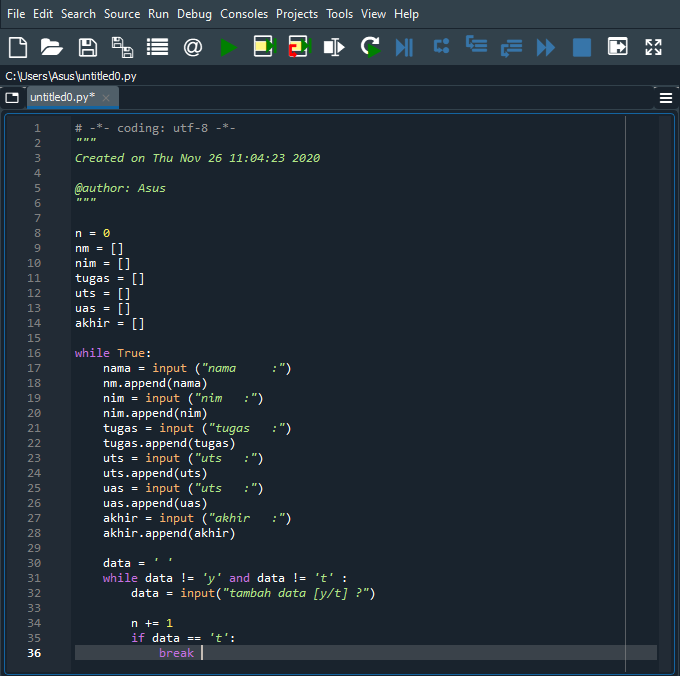 File Edit Search Source Run Debug Consoles Projects Tools View Help
C:\Users\Asus\untitled0.py
untitled0.py*
1 # -*- coding: utf-8 -*-
2 """
3 Created on Thu Nov 26 11:04:23 2020
4
5 @author: Asus
6 """
7
8 n = 0
9 nm = []
10 nim = []
11 tugas = []
12 uts = []
13 uas = []
14 akhir = []
15
16 while True:
17     nama = input ("nama     :")
18     nm.append(nama)
19     nim = input ("nim   :")
20     nim.append(nim)
21     tugas = input ("tugas   :")
22     tugas.append(tugas)
23     uts = input ("uts   :")
24     uts.append(uts)
25     uas = input ("uts   :")
26     uas.append(uas)
27     akhir = input ("akhir   :")
28     akhir.append(akhir)
29
30     data = ' '
31     while data != 'y' and data != 't' :
32         data = input("tambah data [y/t] ?")
33
34         n += 1
35         if data == 't':
36             break